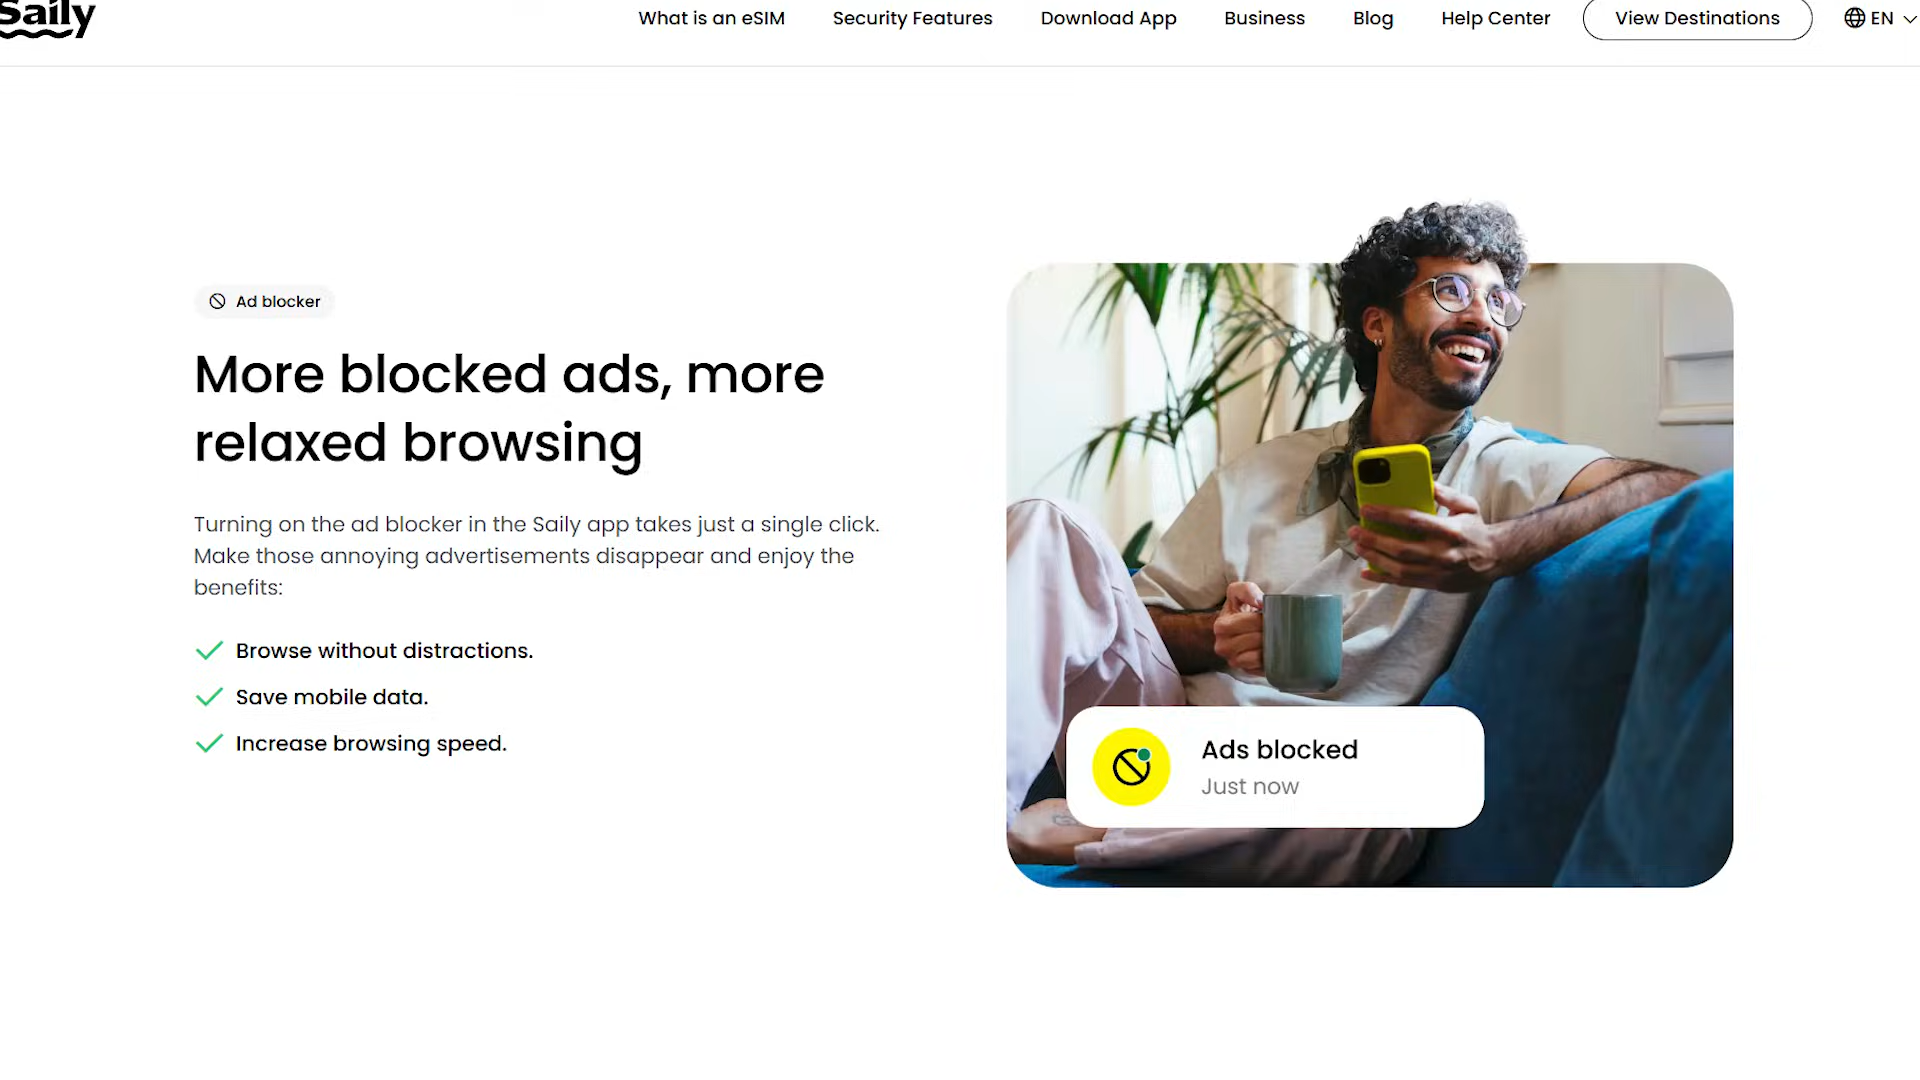 Saily
What is an eSIM
Security Features
Download App
Business
Blog
Help Center
View Destinations
EN
Ad blocker
More blocked ads, more
relaxed browsing
Turning on the ad blocker in the Saily app takes just a single click.
Make those annoying advertisements disappear and enjoy the
benefits:
Browse without distractions.
Save mobile data.
Increase browsing speed.
Ads blocked
Just now